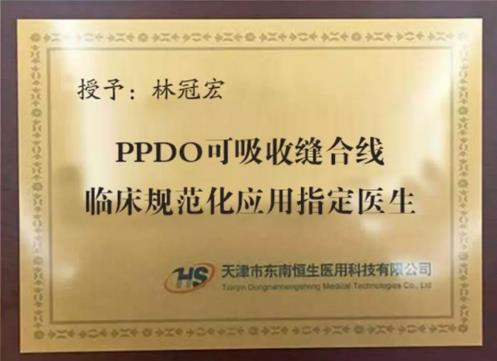 授予：林冠宏
PPDO可吸收缝合线
临床规范化应用指定医生
HS 天津市东南恒生医用科技有限公司
Tianjin Dongnanhengsheng Medical Technologies Co., Ltd